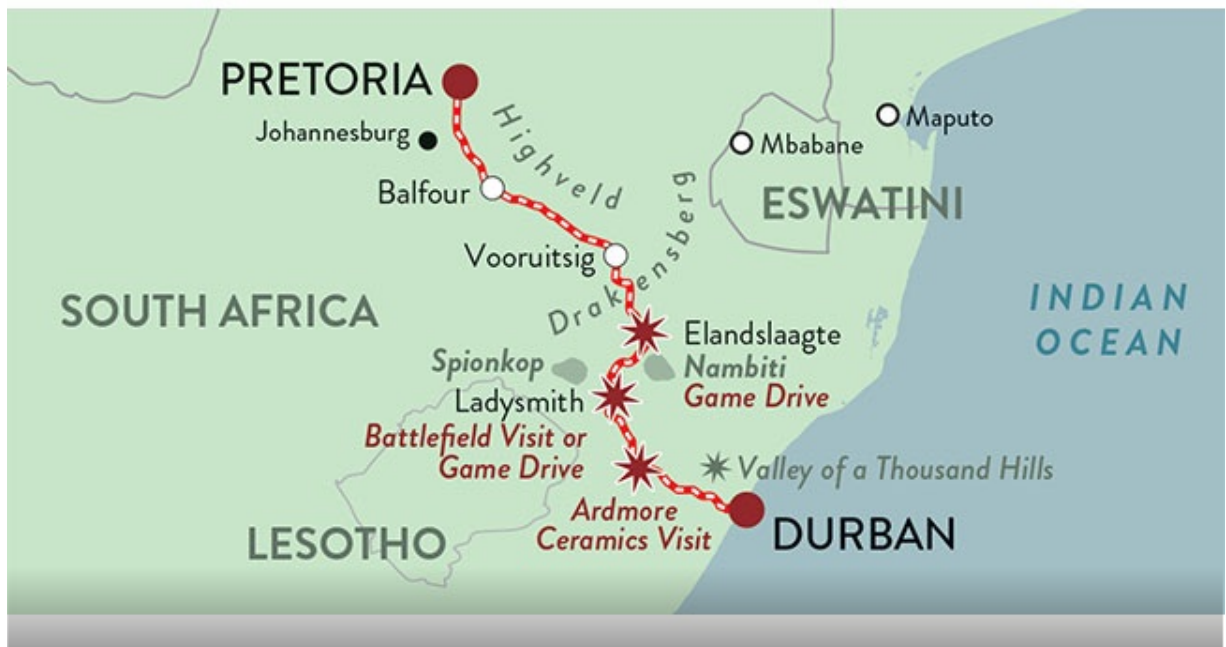 PRETORIA
Highveld
Johannesburg
Maputo
Mbabane
Balfour
ESWATINI
Vooruitsig
Drakensberg
SOUTH AFRICA
INDIAN
OCEAN
Elandslaagte
Spionkop
Nambiti
Game Drive
Ladysmith
Battlefield Visit or
Game Drive
Valley of a Thousand Hills
Ardmore
Ceramics Visit
DURBAN
LESOTHO